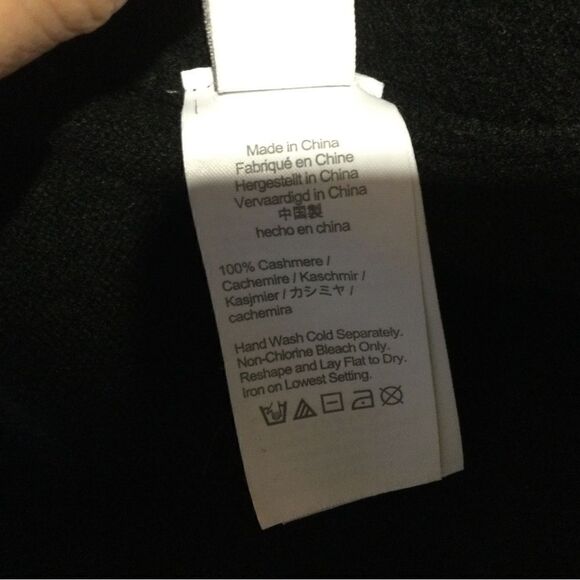 Made in China
Fabriqué en Chine
Hergestellt in China
Vervaardigd in China
中国製
hecho en china
100% Cashmere /
Cachemire / Kaschmir /
Kasjmier / カシミヤ /
cachemira
Hand Wash Cold Separately.
Non-Chlorine Bleach Only.
Reshape and Lay Flat to Dry.
Iron on Lowest Setting.